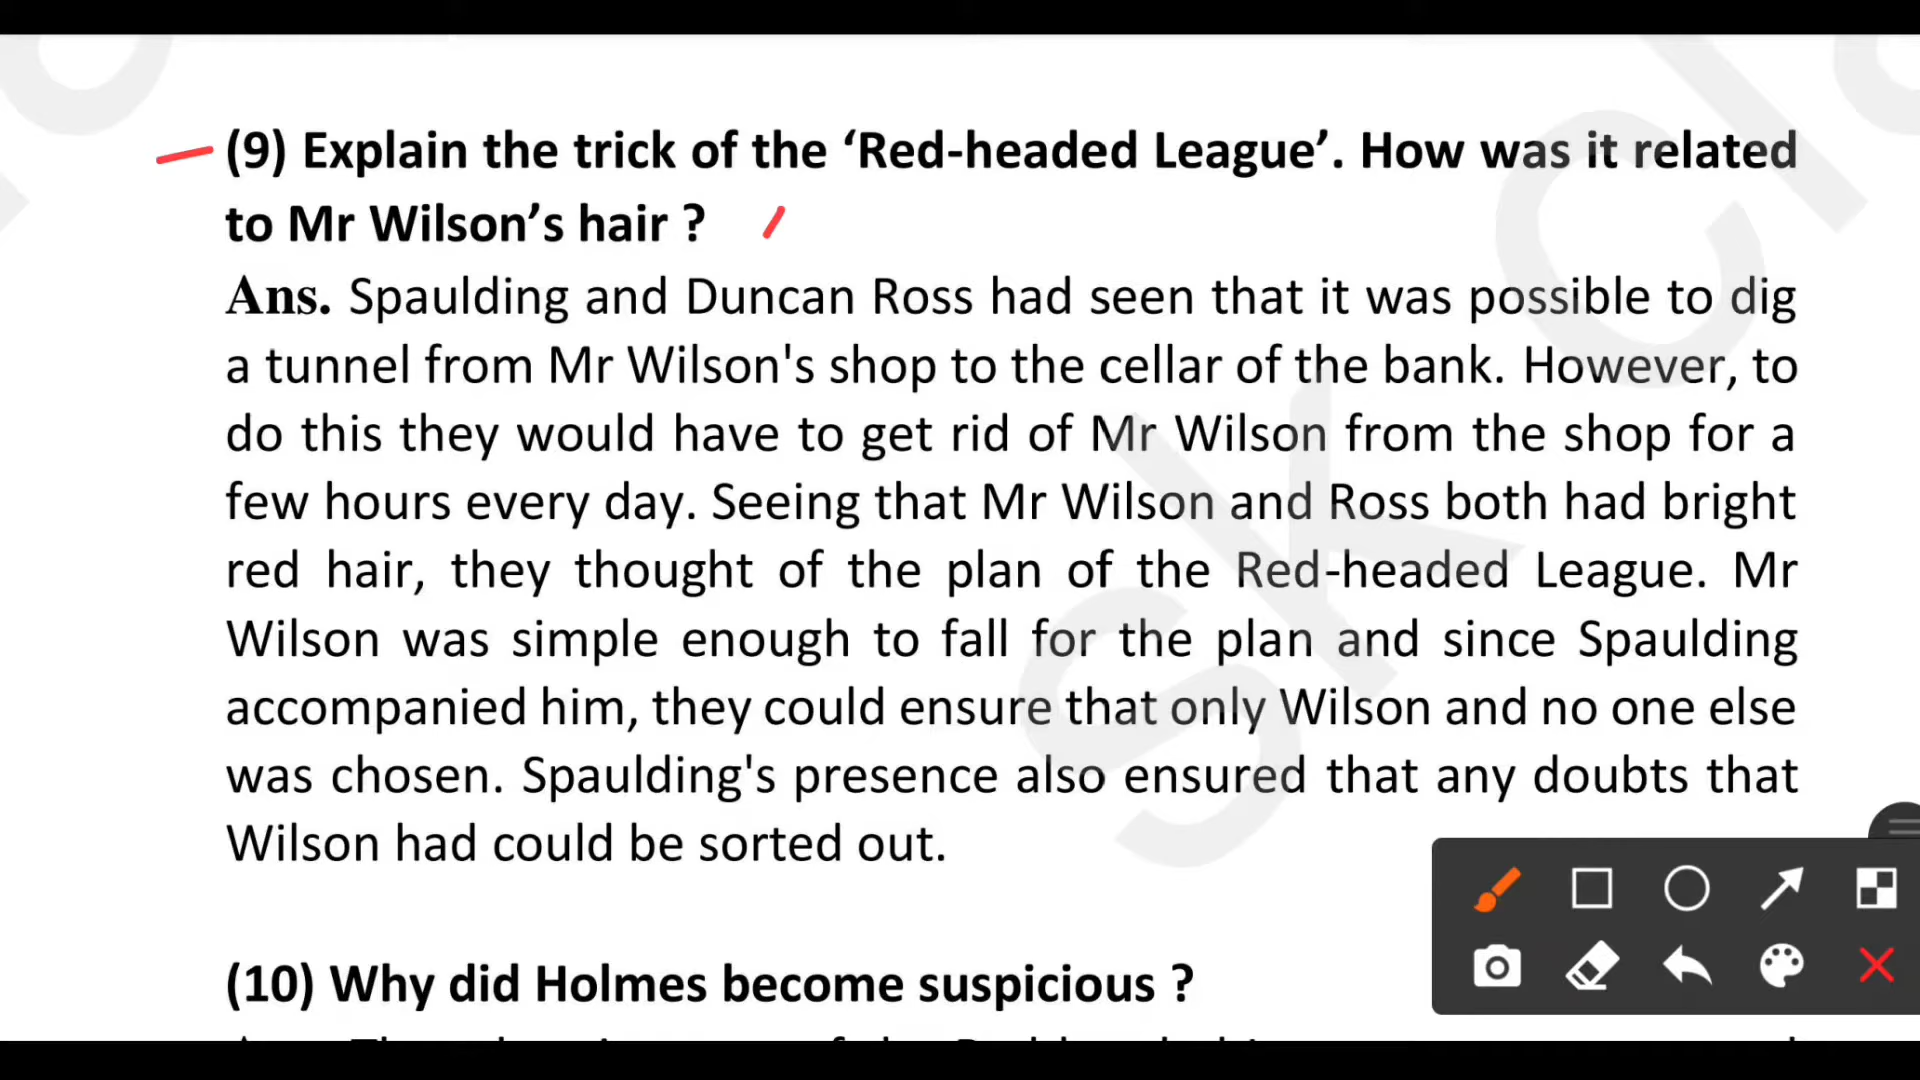 (9) Explain the trick of the ‘Red-headed League’. How was it related
to Mr Wilson’s hair ?
Ans. Spaulding and Duncan Ross had seen that it was possible to dig
a tunnel from Mr Wilson's shop to the cellar of the bank. However, to
do this they would have to get rid of Mr Wilson from the shop for a
few hours every day. Seeing that Mr Wilson and Ross both had bright
red hair, they thought of the plan of the Red-headed League. Mr
Wilson was simple enough to fall for the plan and since Spaulding
accompanied him, they could ensure that only Wilson and no one else
was chosen. Spaulding's presence also ensured that any doubts that
Wilson had could be sorted out.
(10) Why did Holmes become suspicious ?